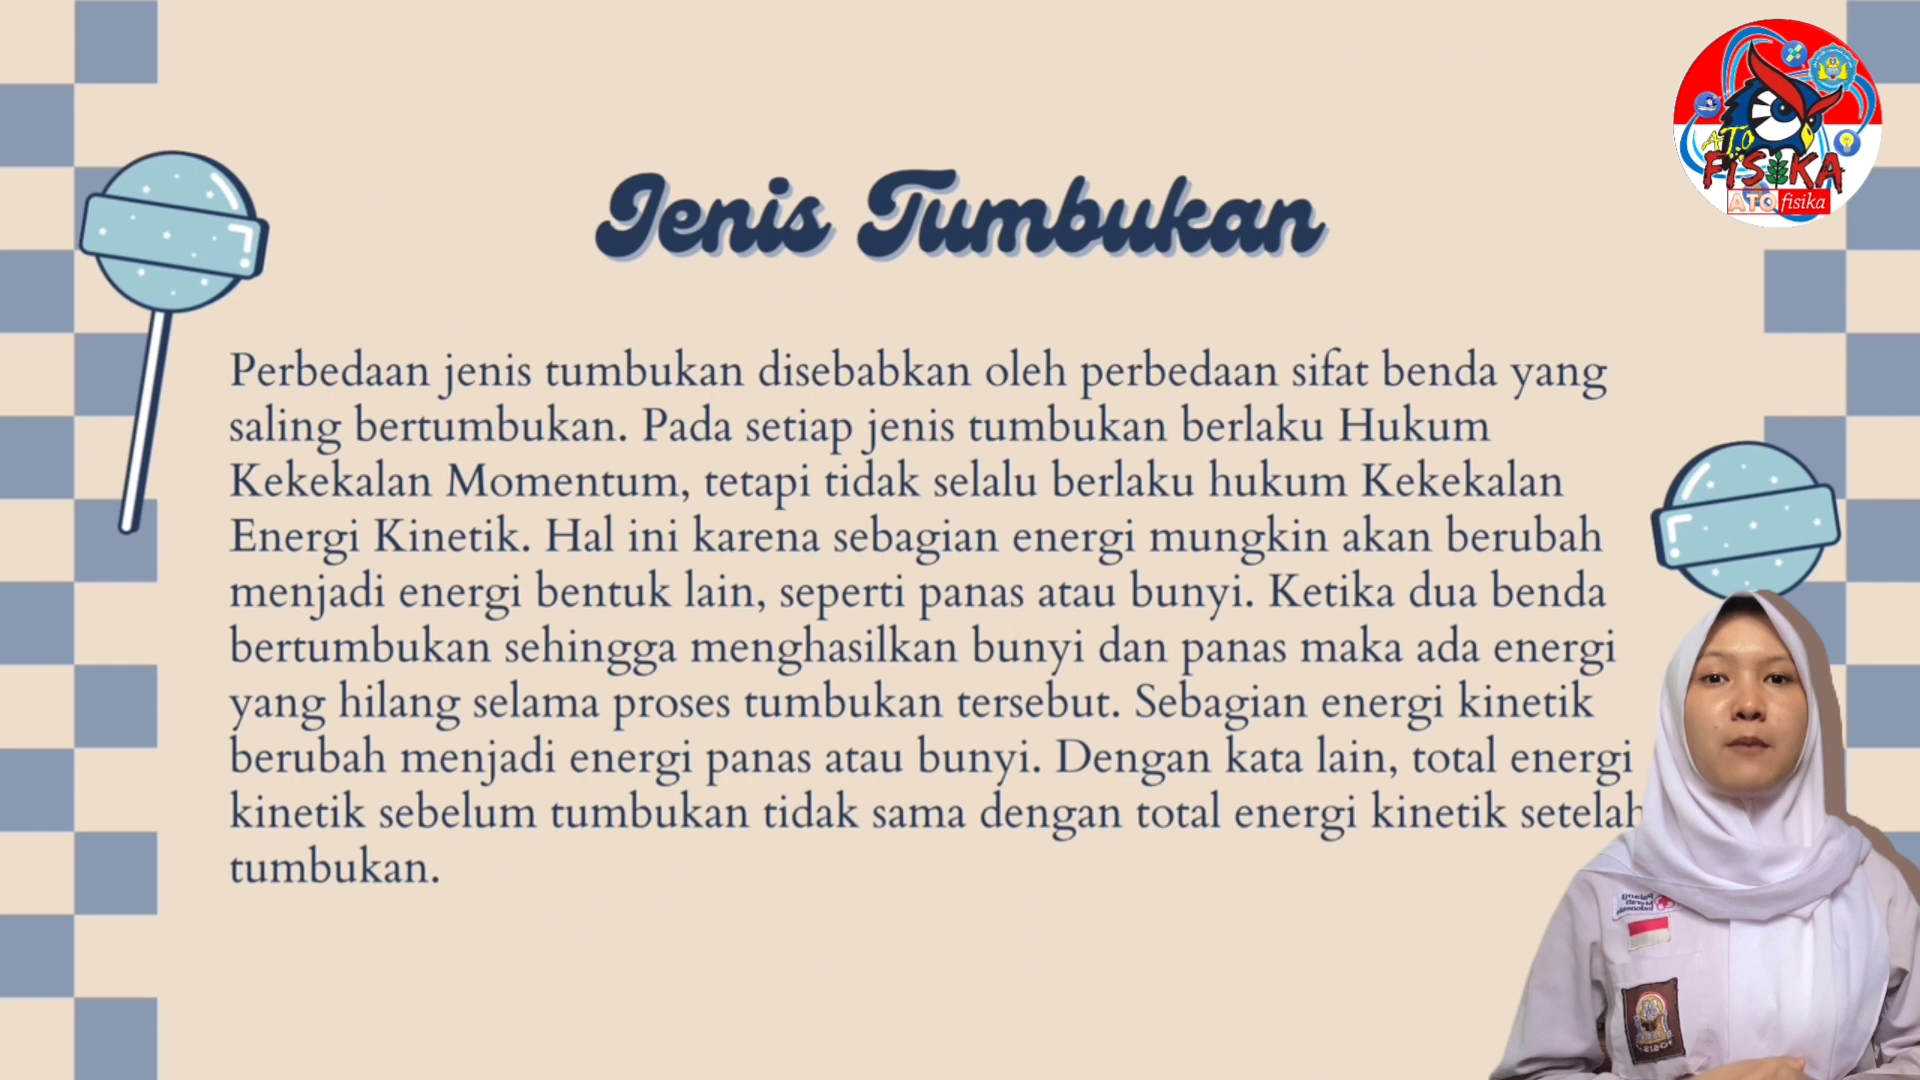 Jenis Tumbukan
Perbedaan jenis tumbukan disebabkan oleh perbedaan sifat benda yang
saling bertumbukan. Pada setiap jenis tumbukan berlaku Hukum
Kekekalan Momentum, tetapi tidak selalu berlaku hukum Kekekalan
Energi Kinetik. Hal ini karena sebagian energi mungkin akan berubah
menjadi energi bentuk lain, seperti panas atau bunyi. Ketika dua benda
bertumbukan sehingga menghasilkan bunyi dan panas maka ada energi
yang hilang selama proses tumbukan tersebut. Sebagian energi kinetik
berubah menjadi energi panas atau bunyi. Dengan kata lain, total energi
kinetik sebelum tumbukan tidak sama dengan total energi kinetik setelah
tumbukan.
ATO
FISIKA
ATO fisika
Palang
Merah
Indonesia